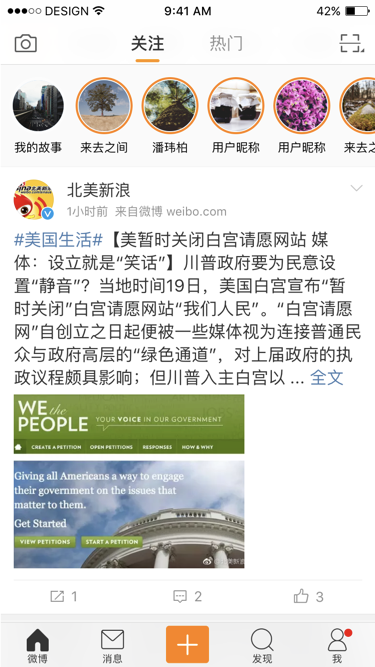 DESIGN 9:41 AM 42%
关注 热门
我的故事 来去之间 潘玮柏 用户昵称 用户昵称 来去之
北美新浪
1小时前 来自微博 weibo.com
#美国生活#【美暂时关闭白宫请愿网站 媒
体：设立就是“笑话”】川普政府要为民意设
置“静音”？当地时间19日，美国白宫宣布“暂
时关闭”白宫请愿网站“我们人民”。“白宫请愿
网”自创立之日起便被一些媒体视为连接普通民
众与政府高层的“绿色通道”，对上届政府的执
政议程颇具影响；但川普入主白宫以 ... 全文
WE the
PEOPLE YOUR VOICE IN OUR GOVERNMENT
CREATE A PETITION OPEN PETITIONS RESPONSES HOW & WHY
Giving all Americans a way to engage
their government on the issues that
matter to them.
Get Started
VIEW PETITIONS START A PETITION
1 2 3
微博 消息 发现 我